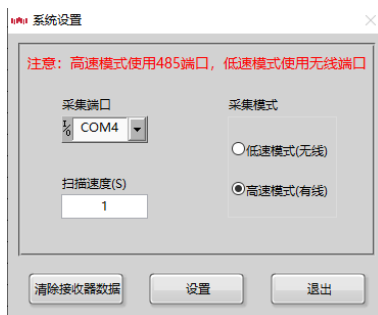 系统设置
注意：高速模式使用485端口，低速模式使用无线端口
采集端口
COM4
扫描速度(S)
1
采集模式
低速模式(无线)
高速模式(有线)
清除接收器数据
设置
退出